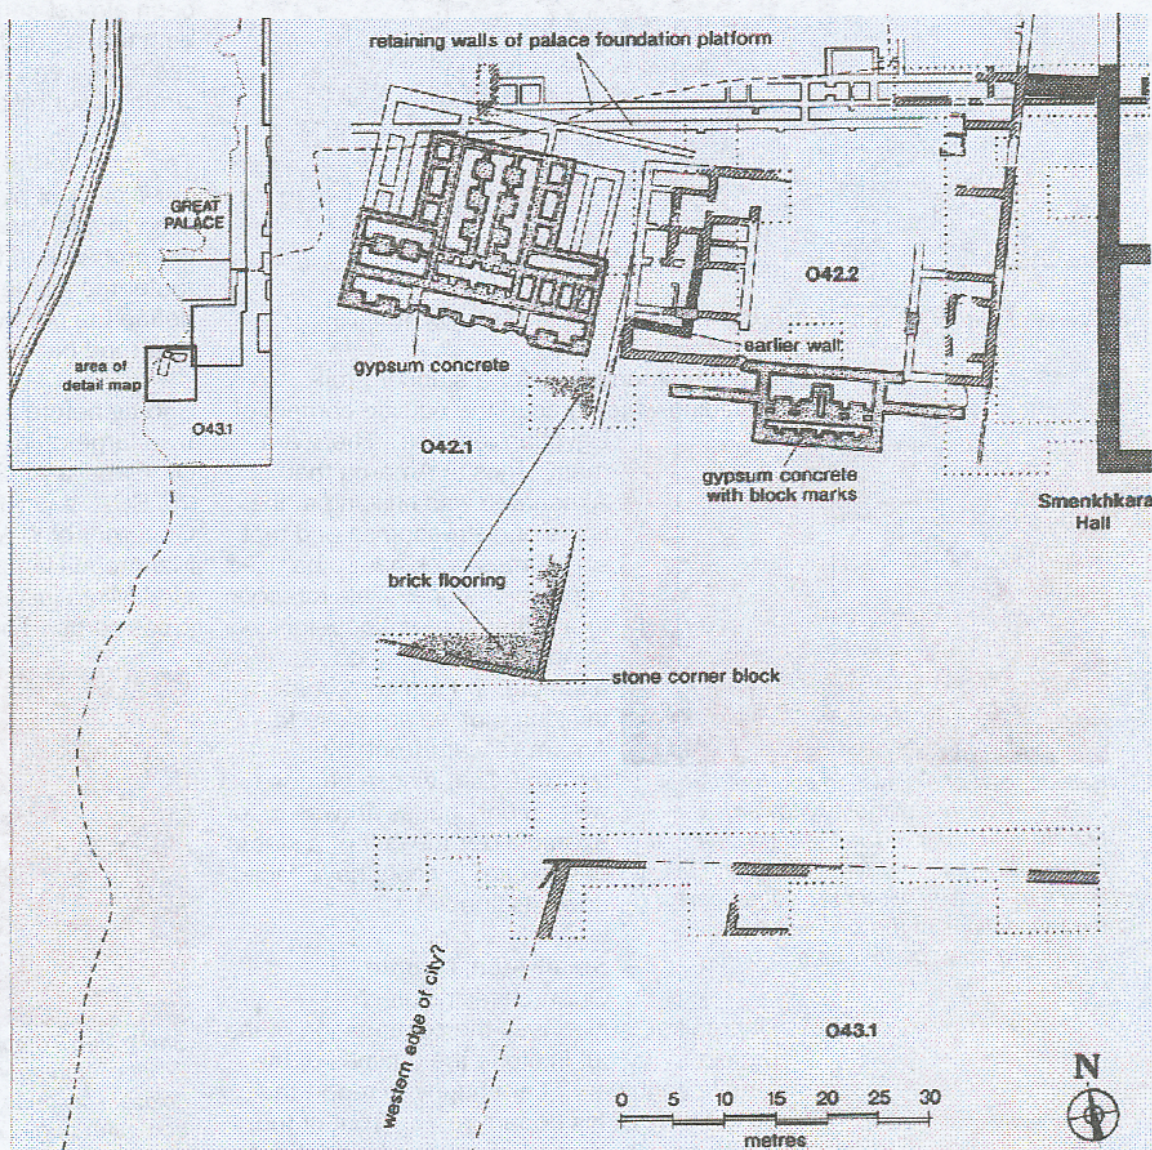 retaining walls of palace foundation platform
GREAT
PALACE
O42.2
earlier wall
gypsum concrete
area of
detail map
O43.1
O42.1
gypsum concrete
with block marks
Smenkhkara
Hall
brick flooring
stone corner block
western edge of city?
O43.1
N
0 5 10 15 20 25 30
metres